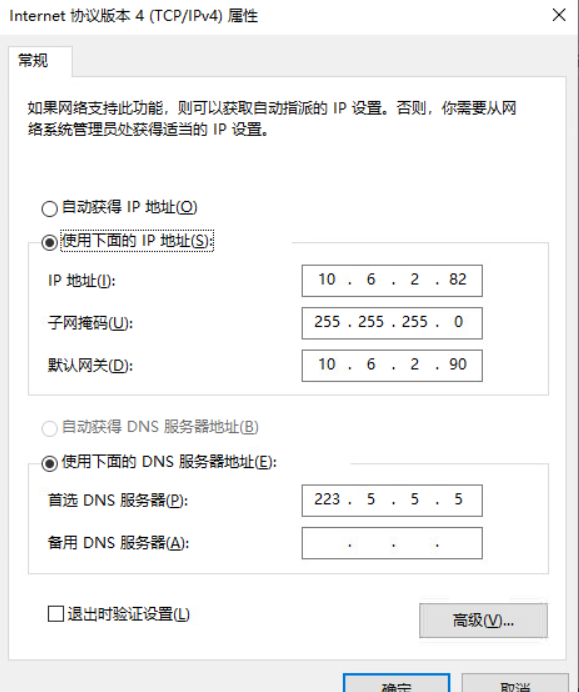 Internet 协议版本 4 (TCP/IPv4) 属性
常规
如果网络支持此功能，则可以获取自动指派的 IP 设置。否则，你需要从网
络系统管理员处获得适当的 IP 设置。
自动获得 IP 地址(O)
使用下面的 IP 地址(S):
IP 地址(I): 10 . 6 . 2 . 82
子网掩码(U): 255 . 255 . 255 . 0
默认网关(D): 10 . 6 . 2 . 90
自动获得 DNS 服务器地址(B)
使用下面的 DNS 服务器地址(E):
首选 DNS 服务器(P): 223 . 5 . 5 . 5
备用 DNS 服务器(A): . . .
退出时验证设置(L)
高级(V)...
确定 取消